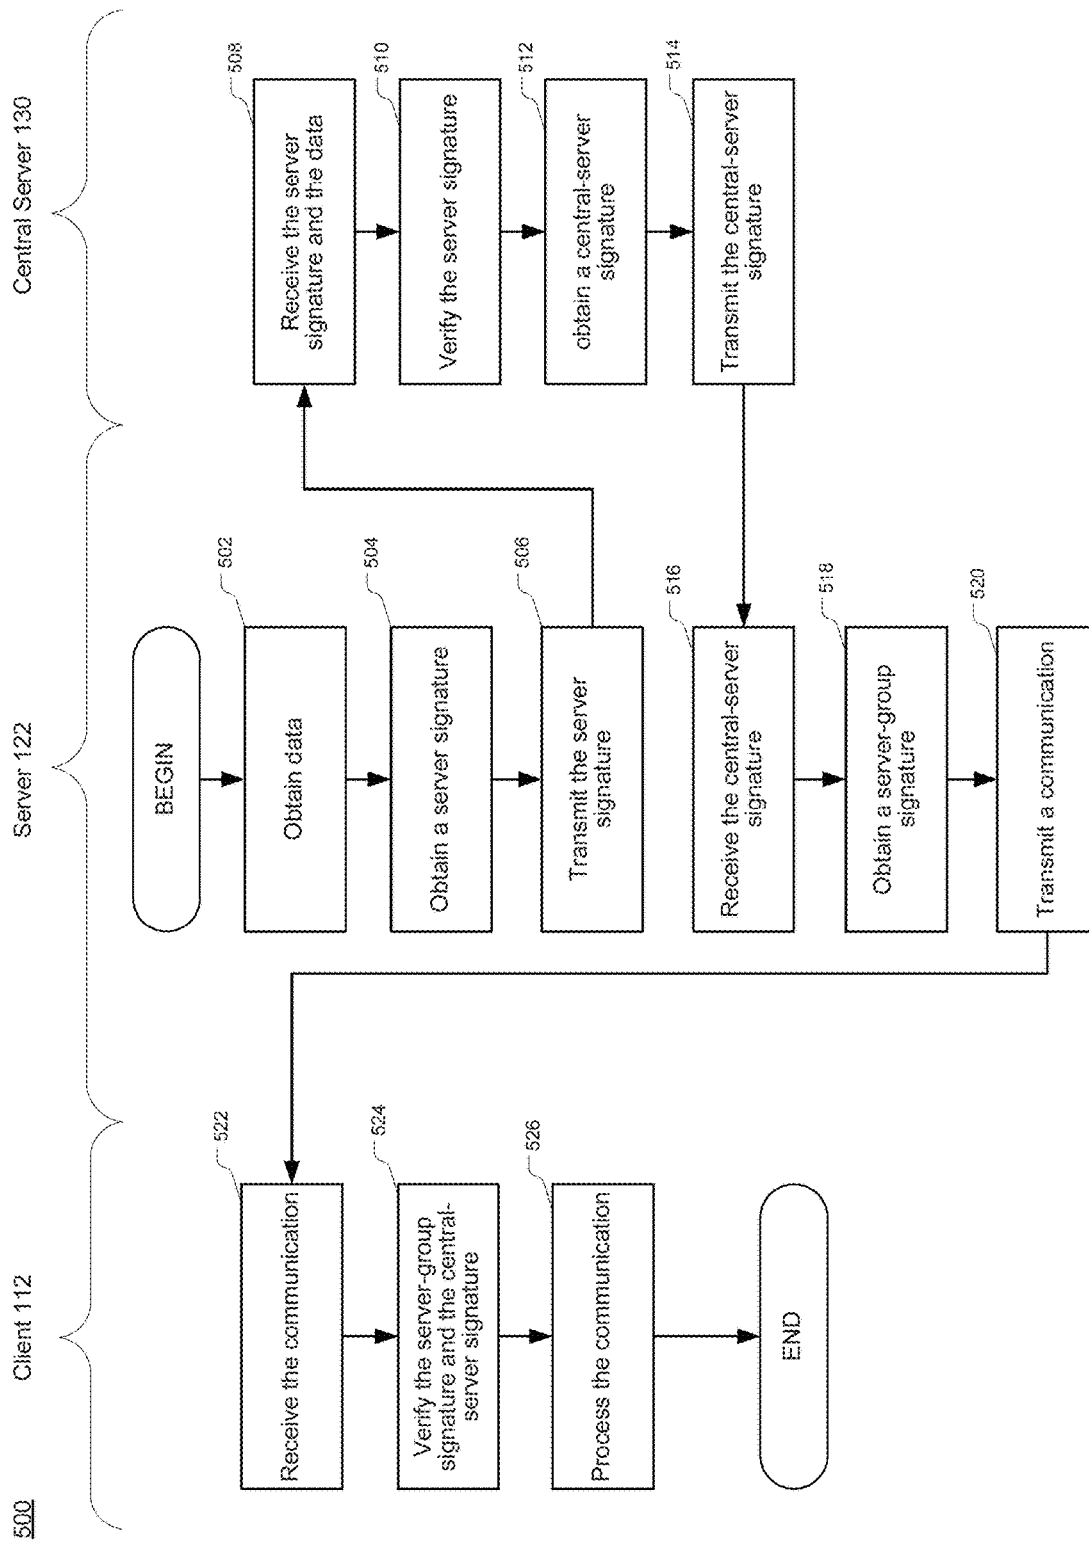 500
Client 112
Server 122
Central Server 130
BEGIN
502
Obtain data
504
Obtain a server signature
506
Transmit the server
signature
508
Receive the server
signature and the data
510
Verify the server signature
512
obtain a central-server
signature
514
Transmit the central-server
signature
516
Receive the central-server
signature
518
Obtain a server-group
signature
520
Transmit a communication
522
Receive the communication
524
Verify the server-group
signature and the central-
server signature
526
Process the communication
END